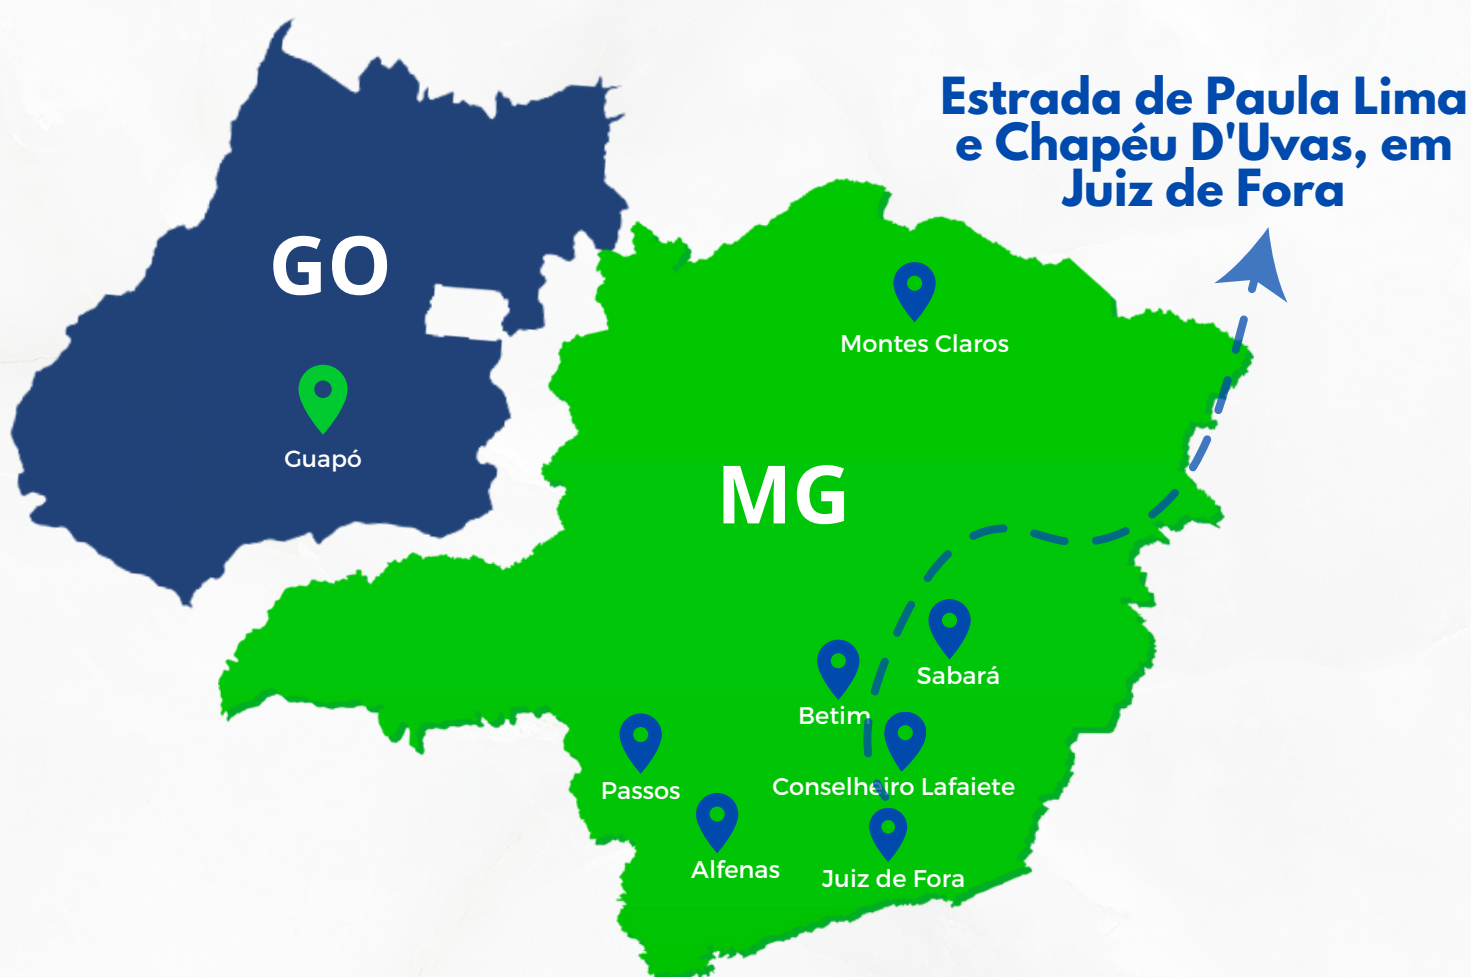 Estrada de Paula Lima
e Chapéu D'Uvas, em
Juiz de Fora
GO
Guapó
Montes Claros
MG
Sabará
Betim
Conselheiro Lafaiete
Passos
Alfenas
Juiz de Fora